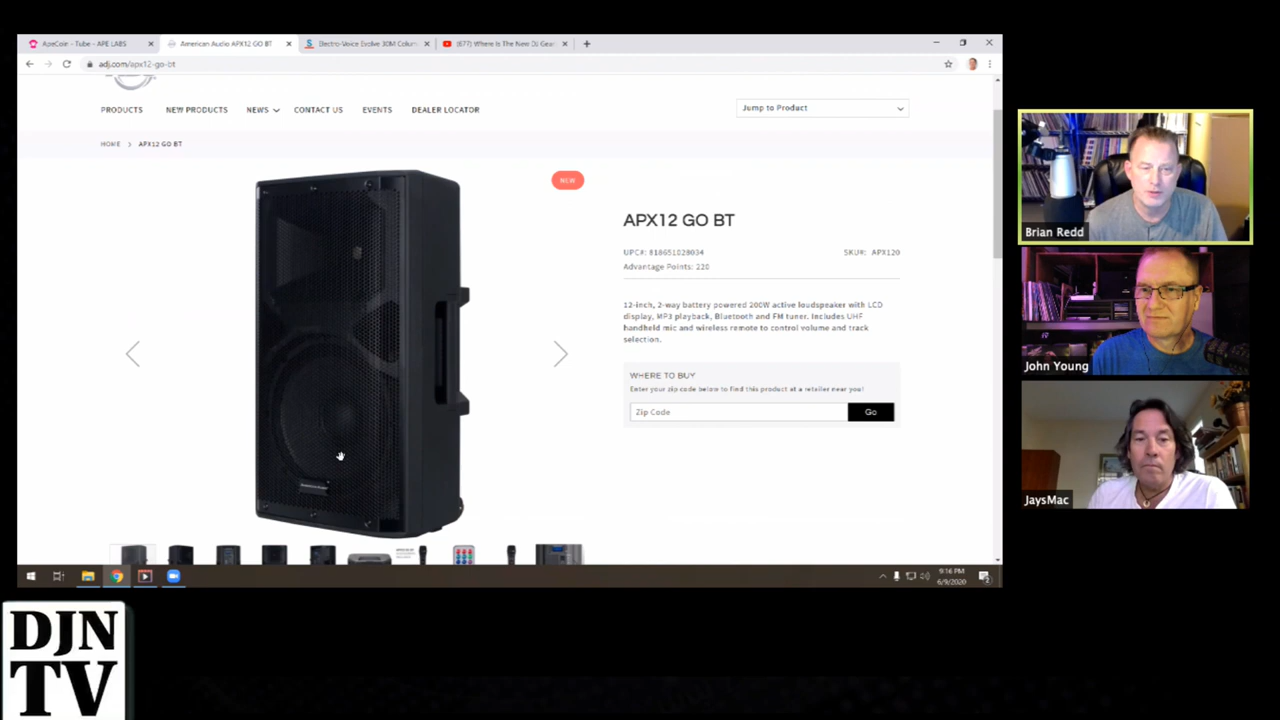 ApeCoin - Tube - APE LABS
American Audio APX12 GO BT
Electro-Voice Evolve 30M Colum
(677) Where Is The New DJ Gear
adj.com/apx12-go-bt
PRODUCTS NEW PRODUCTS NEWS CONTACT US EVENTS DEALER LOCATOR
Jump to Product
HOME > APX12 GO BT
NEW
APX12 GO BT
UPC#: 818651028034 SKU#: APX120
Advantage Points: 220
12-inch, 2-way battery powered 200W active loudspeaker with LCD
display, MP3 playback, Bluetooth and FM tuner. Includes UHF
handheld mic and wireless remote to control volume and track
selection.
WHERE TO BUY
Enter your zip code below to find this product at a retailer near you!
Zip Code Go
Brian Redd
John Young
JaysMac
9:16 PM
6/9/2020
DJN
TV